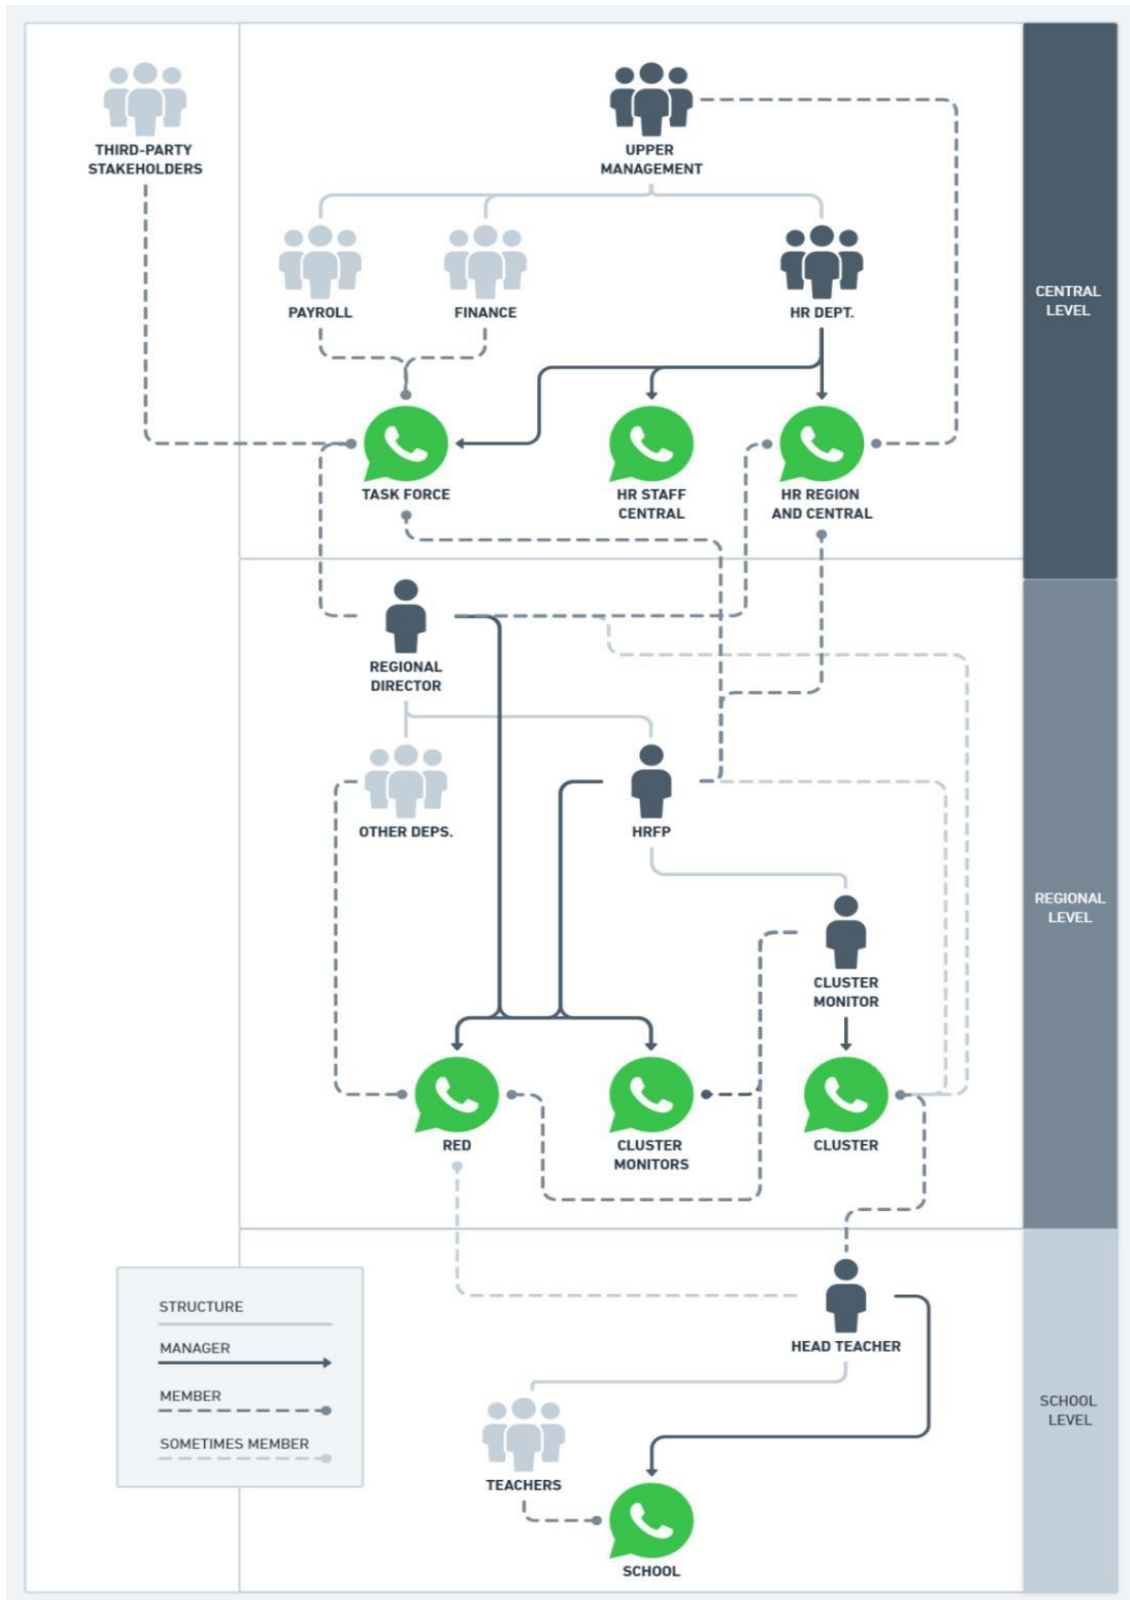 THIRD-PARTY
STAKEHOLDERS
UPPER
MANAGEMENT
PAYROLL
FINANCE
HR DEPT.
CENTRAL
LEVEL
TASK FORCE
HR STAFF
CENTRAL
HR REGION
AND CENTRAL
REGIONAL
DIRECTOR
OTHER DEPS.
HRFP
REGIONAL
LEVEL
CLUSTER
MONITOR
RED
CLUSTER
MONITORS
CLUSTER
STRUCTURE
MANAGER
MEMBER
SOMETIMES MEMBER
HEAD TEACHER
SCHOOL
LEVEL
TEACHERS
SCHOOL